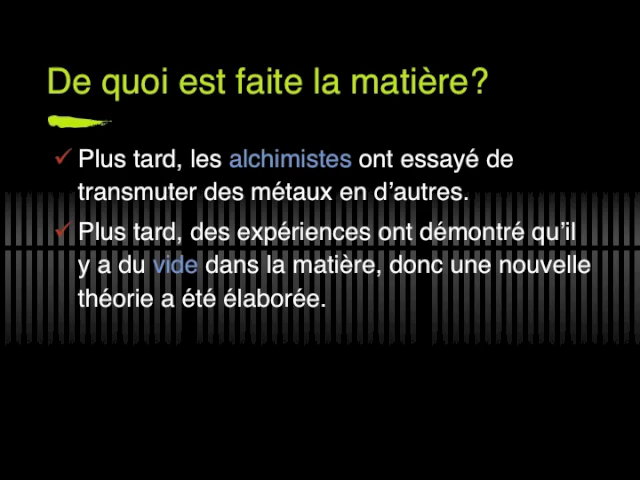 De quoi est faite la matière?
Plus tard, les alchimistes ont essayé de
transmuter des métaux en d’autres.
Plus tard, des expériences ont démontré qu’il
y a du vide dans la matière, donc une nouvelle
théorie a été élaborée.